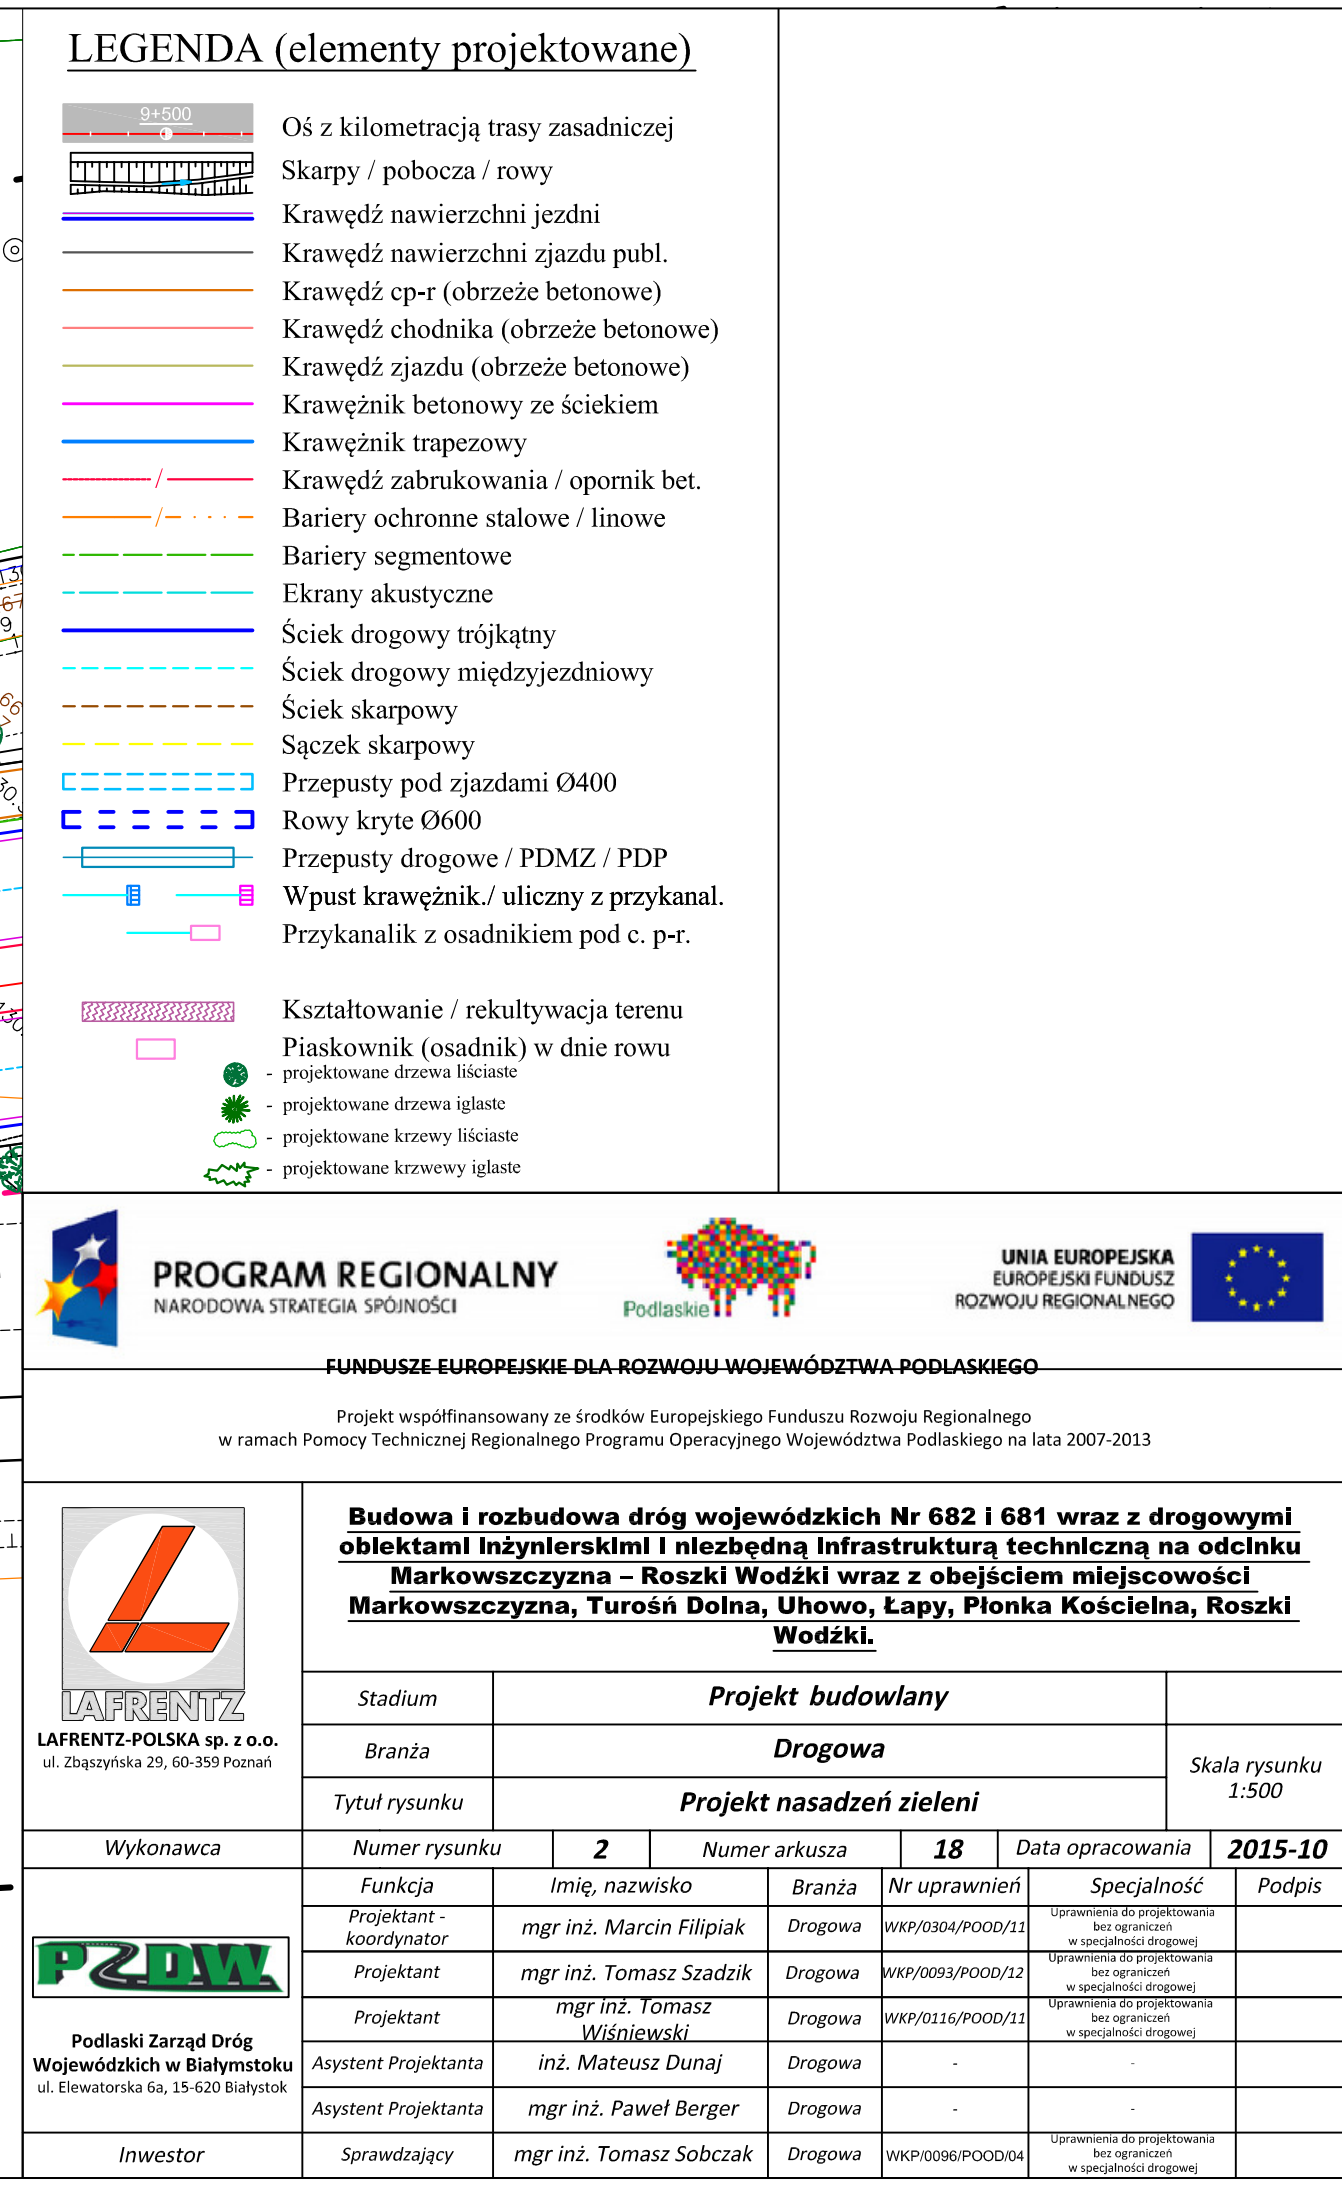 LEGENDA (elementy projektowane)
9+500
Oś z kilometracją trasy zasadniczej
Skarpy / pobocza / rowy
Krawędź nawierzchni jezdni
Krawędź nawierzchni zjazdu publ.
Krawędź cp-r (obrzeże betonowe)
Krawędź chodnika (obrzeże betonowe)
Krawędź zjazdu (obrzeże betonowe)
Krawężnik betonowy ze ściekiem
Krawężnik trapezowy
Krawędź zabrukowania / opornik bet.
Bariery ochronne stalowe / linowe
Bariery segmentowe
Ekrany akustyczne
Ściek drogowy trójkątny
Ściek drogowy międzyjezdniowy
Ściek skarpowy
Sączek skarpowy
Przepusty pod zjazdami Ø400
Rowy kryte Ø600
Przepusty drogowe / PDMZ / PDP
Wpust krawężnik./ uliczny z przykanal.
Przykanalik z osadnikiem pod c. p-r.
Kształtowanie / rekultywacja terenu
Piaskownik (osadnik) w dnie rowu
- projektowane drzewa liściaste
- projektowane drzewa iglaste
- projektowane krzewy liściaste
- projektowane krzwewy iglaste
PROGRAM REGIONALNY
NARODOWA STRATEGIA SPÓJNOŚCI
Podlaskie
UNIA EUROPEJSKA
EUROPEJSKI FUNDUSZ
ROZWOJU REGIONALNEGO
FUNDUSZE EUROPEJSKIE DLA ROZWOJU WOJEWÓDZTWA PODLASKIEGO
Projekt współfinansowany ze środków Europejskiego Funduszu Rozwoju Regionalnego
w ramach Pomocy Technicznej Regionalnego Programu Operacyjnego Województwa Podlaskiego na lata 2007-2013
Budowa i rozbudowa dróg wojewódzkich Nr 682 i 681 wraz z drogowymi
obiektami inżynierskimi i niezbędną infrastrukturą techniczną na odcinku
Markowszczyzna – Roszki Wodźki wraz z obejściem miejscowości
Markowszczyzna, Turośń Dolna, Uhowo, Łapy, Płonka Kościelna, Roszki
Wodźki.
LAFRENTZ
LAFRENTZ-POLSKA sp. z o.o.
ul. Zbąszyńska 29, 60-359 Poznań
Stadium Projekt budowlany
Branża Drogowa
Skala rysunku
1:500
Tytuł rysunku Projekt nasadzeń zieleni
Wykonawca Numer rysunku 2 Numer arkusza 18 Data opracowania 2015-10
Funkcja Imię, nazwisko Branża Nr uprawnień Specjalność Podpis
Projektant - koordynator mgr inż. Marcin Filipiak Drogowa WKP/0304/POOD/11 Uprawnienia do projektowania bez ograniczeń w specjalności drogowej
Projektant mgr inż. Tomasz Szadzik Drogowa WKP/0093/POOD/12 Uprawnienia do projektowania bez ograniczeń w specjalności drogowej
Projektant mgr inż. Tomasz Wiśniewski Drogowa WKP/0116/POOD/11 Uprawnienia do projektowania bez ograniczeń w specjalności drogowej
Asystent Projektanta inż. Mateusz Dunaj Drogowa - -
Asystent Projektanta mgr inż. Paweł Berger Drogowa - -
Sprawdzający mgr inż. Tomasz Sobczak Drogowa WKP/0096/POOD/04 Uprawnienia do projektowania bez ograniczeń w specjalności drogowej
PZDW
Podlaski Zarząd Dróg
Wojewódzkich w Białymstoku
ul. Elewatorska 6a, 15-620 Białystok
Inwestor